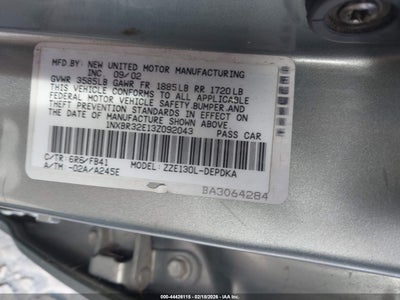 MFD BY: NEW UNITED MOTOR MANUFACTURING
INC. 09/02
GVWR 3585LB GAWR FR 1885LB RR 1720LB
THIS VEHICLE CONFORMS TO ALL APPLICABLE
FEDERAL MOTOR VEHICLE SAFETY,BUMPER,AND
THEFT PREVENTION STANDARDS IN EFFECT ON
THE DATE OF MANUFACTURE SHOWN ABOVE.
1NXBR32E13Z092043 PASS CAR
C/TR: 6R6/FB41 MODEL: ZZE130L-DEPDKA
A/TM: -02A/A245E
BA3064284
000-44426115 (02/18/2026 - 03:00 AM)